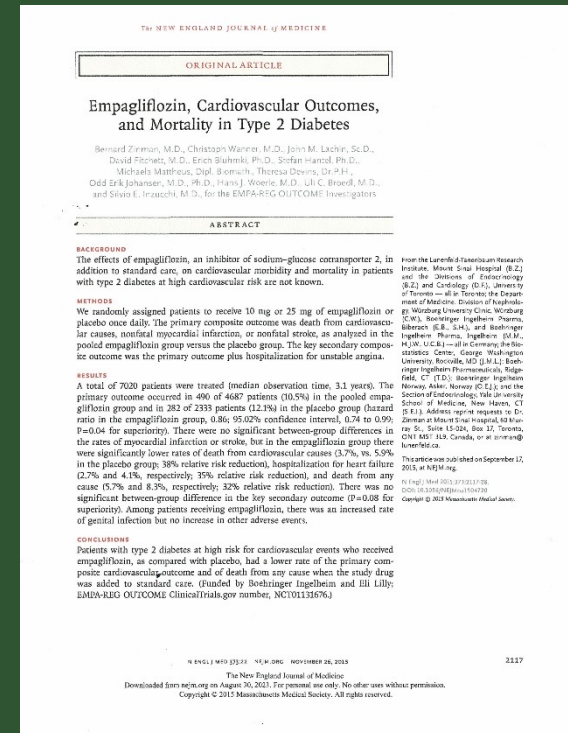 The NEW ENGLAND JOURNAL of MEDICINE
ORIGINAL ARTICLE
Empagliflozin, Cardiovascular Outcomes,
and Mortality in Type 2 Diabetes
Bernard Zinman, M.D., Christoph Wanner, M.D., John M. Lachin, Sc.D.,
David Fitchett, M.D., Erich Bluhmki, Ph.D., Stefan Hantel, Ph.D.,
Michaela Mattheus, Dipl. Biomath., Theresa Devins, Dr.P.H.,
Odd Erik Johansen, M.D., Ph.D., Hans J. Woerle, M.D., Uli C. Broedl, M.D.,
and Silvio E. Inzucchi, M.D., for the EMPA-REG OUTCOME Investigators
ABSTRACT
BACKGROUND
The effects of empagliflozin, an inhibitor of sodium–glucose cotransporter 2, in
addition to standard care, on cardiovascular morbidity and mortality in patients
with type 2 diabetes at high cardiovascular risk are not known.
METHODS
We randomly assigned patients to receive 10 mg or 25 mg of empagliflozin or
placebo once daily. The primary composite outcome was death from cardiovascu-
lar causes, nonfatal myocardial infarction, or nonfatal stroke, as analyzed in the
pooled empagliflozin group versus the placebo group. The key secondary compos-
ite outcome was the primary outcome plus hospitalization for unstable angina.
RESULTS
A total of 7020 patients were treated (median observation time, 3.1 years). The
primary outcome occurred in 490 of 4687 patients (10.5%) in the pooled empa-
gliflozin group and in 282 of 2333 patients (12.1%) in the placebo group (hazard
ratio in the empagliflozin group, 0.86; 95.02% confidence interval, 0.74 to 0.99;
P=0.04 for superiority). There were no significant between-group differences in
the rates of myocardial infarction or stroke, but in the empagliflozin group there
were significantly lower rates of death from cardiovascular causes (3.7%, vs. 5.9%
in the placebo group; 38% relative risk reduction), hospitalization for heart failure
(2.7% and 4.1%, respectively; 35% relative risk reduction), and death from any
cause (5.7% and 8.3%, respectively; 32% relative risk reduction). There was no
significant between-group difference in the key secondary outcome (P=0.08 for
superiority). Among patients receiving empagliflozin, there was an increased rate
of genital infection but no increase in other adverse events.
CONCLUSIONS
Patients with type 2 diabetes at high risk for cardiovascular events who received
empagliflozin, as compared with placebo, had a lower rate of the primary com-
posite cardiovascular outcome and of death from any cause when the study drug
was added to standard care. (Funded by Boehringer Ingelheim and Eli Lilly;
EMPA-REG OUTCOME ClinicalTrials.gov number, NCT01131676.)
From the Lunenfeld-Tanenbaum Research
Institute, Mount Sinai Hospital (B.Z.)
and the Divisions of Endocrinology
(B.Z.) and Cardiology (D.F.), University
of Toronto — all in Toronto; the Depart-
ment of Medicine, Division of Nephrolo-
gy, Würzburg University Clinic, Würzburg
(C.W.), Boehringer Ingelheim Pharma,
Biberach (E.B., S.H.), and Boehringer
Ingelheim Pharma, Ingelheim (M.M.,
H.J.W., U.C.B.) — all in Germany; the Bio-
statistics Center, George Washington
University, Rockville, MD (J.M.L.); Boeh-
ringer Ingelheim Pharmaceuticals, Ridge-
field, CT (T.D.); Boehringer Ingelheim
Norway, Asker, Norway (O.E.J.); and the
Section of Endocrinology, Yale University
School of Medicine, New Haven, CT
(S.E.I.). Address reprint requests to Dr.
Zinman at Mount Sinai Hospital, 60 Mur-
ray St., Suite L5-024, Box 17, Toronto,
ONT M5T 3L9, Canada, or at zinman@
lunenfeld.ca.
This article was published on September 17,
2015, at NEJM.org.
N Engl J Med 2015;373:2117-28.
DOI: 10.1056/NEJMoa1504720
Copyright © 2015 Massachusetts Medical Society.
N ENGL J MED 373;22 NEJM.ORG NOVEMBER 26, 2015
2117
The New England Journal of Medicine
Downloaded from nejm.org on August 30, 2023. For personal use only. No other uses without permission.
Copyright © 2015 Massachusetts Medical Society. All rights reserved.